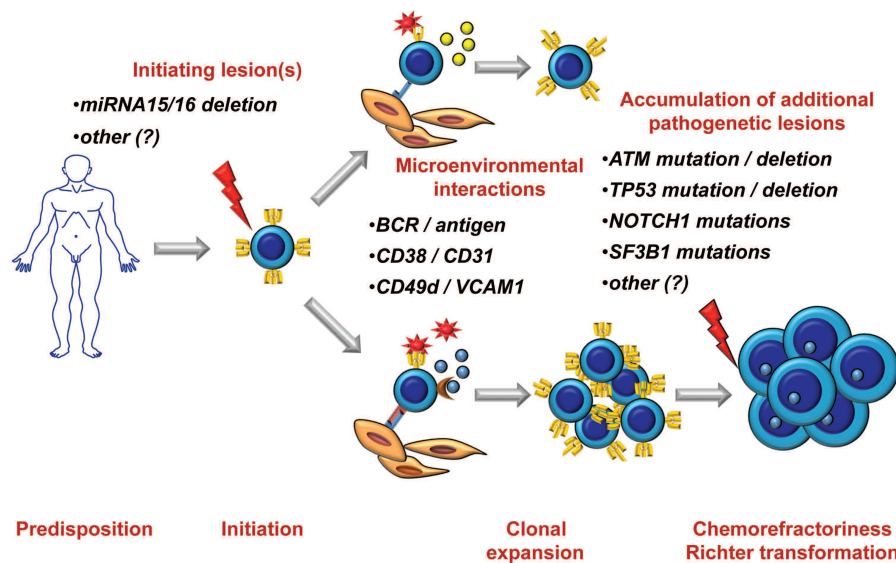 Initiating lesion(s)
•miRNA15/16 deletion
•other (?)
Microenvironmental
interactions
•BCR / antigen
•CD38 / CD31
•CD49d / VCAM1
Accumulation of additional
pathogenetic lesions
•ATM mutation / deletion
•TP53 mutation / deletion
•NOTCH1 mutations
•SF3B1 mutations
•other (?)
Predisposition
Initiation
Clonal
expansion
Chemorefractoriness
Richter transformation